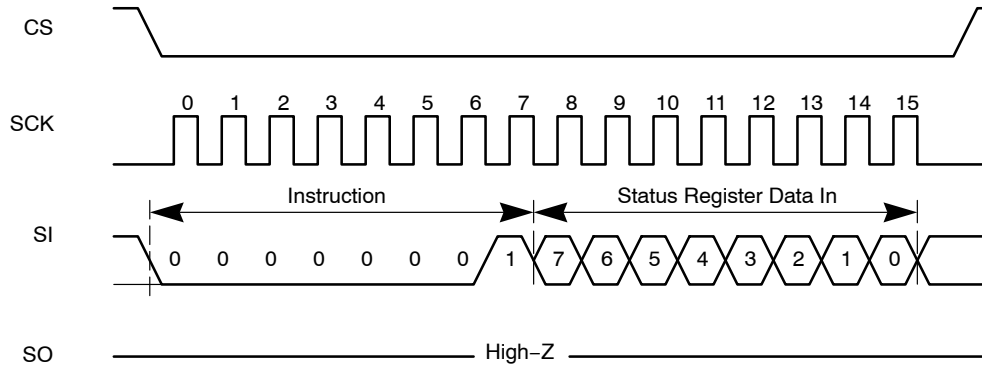 CS
0 1 2 3 4 5 6 7 8 9 10 11 12 13 14 15
SCK
Instruction Status Register Data In
SI
0 0 0 0 0 0 0 1 7 6 5 4 3 2 1 0
SO High−Z